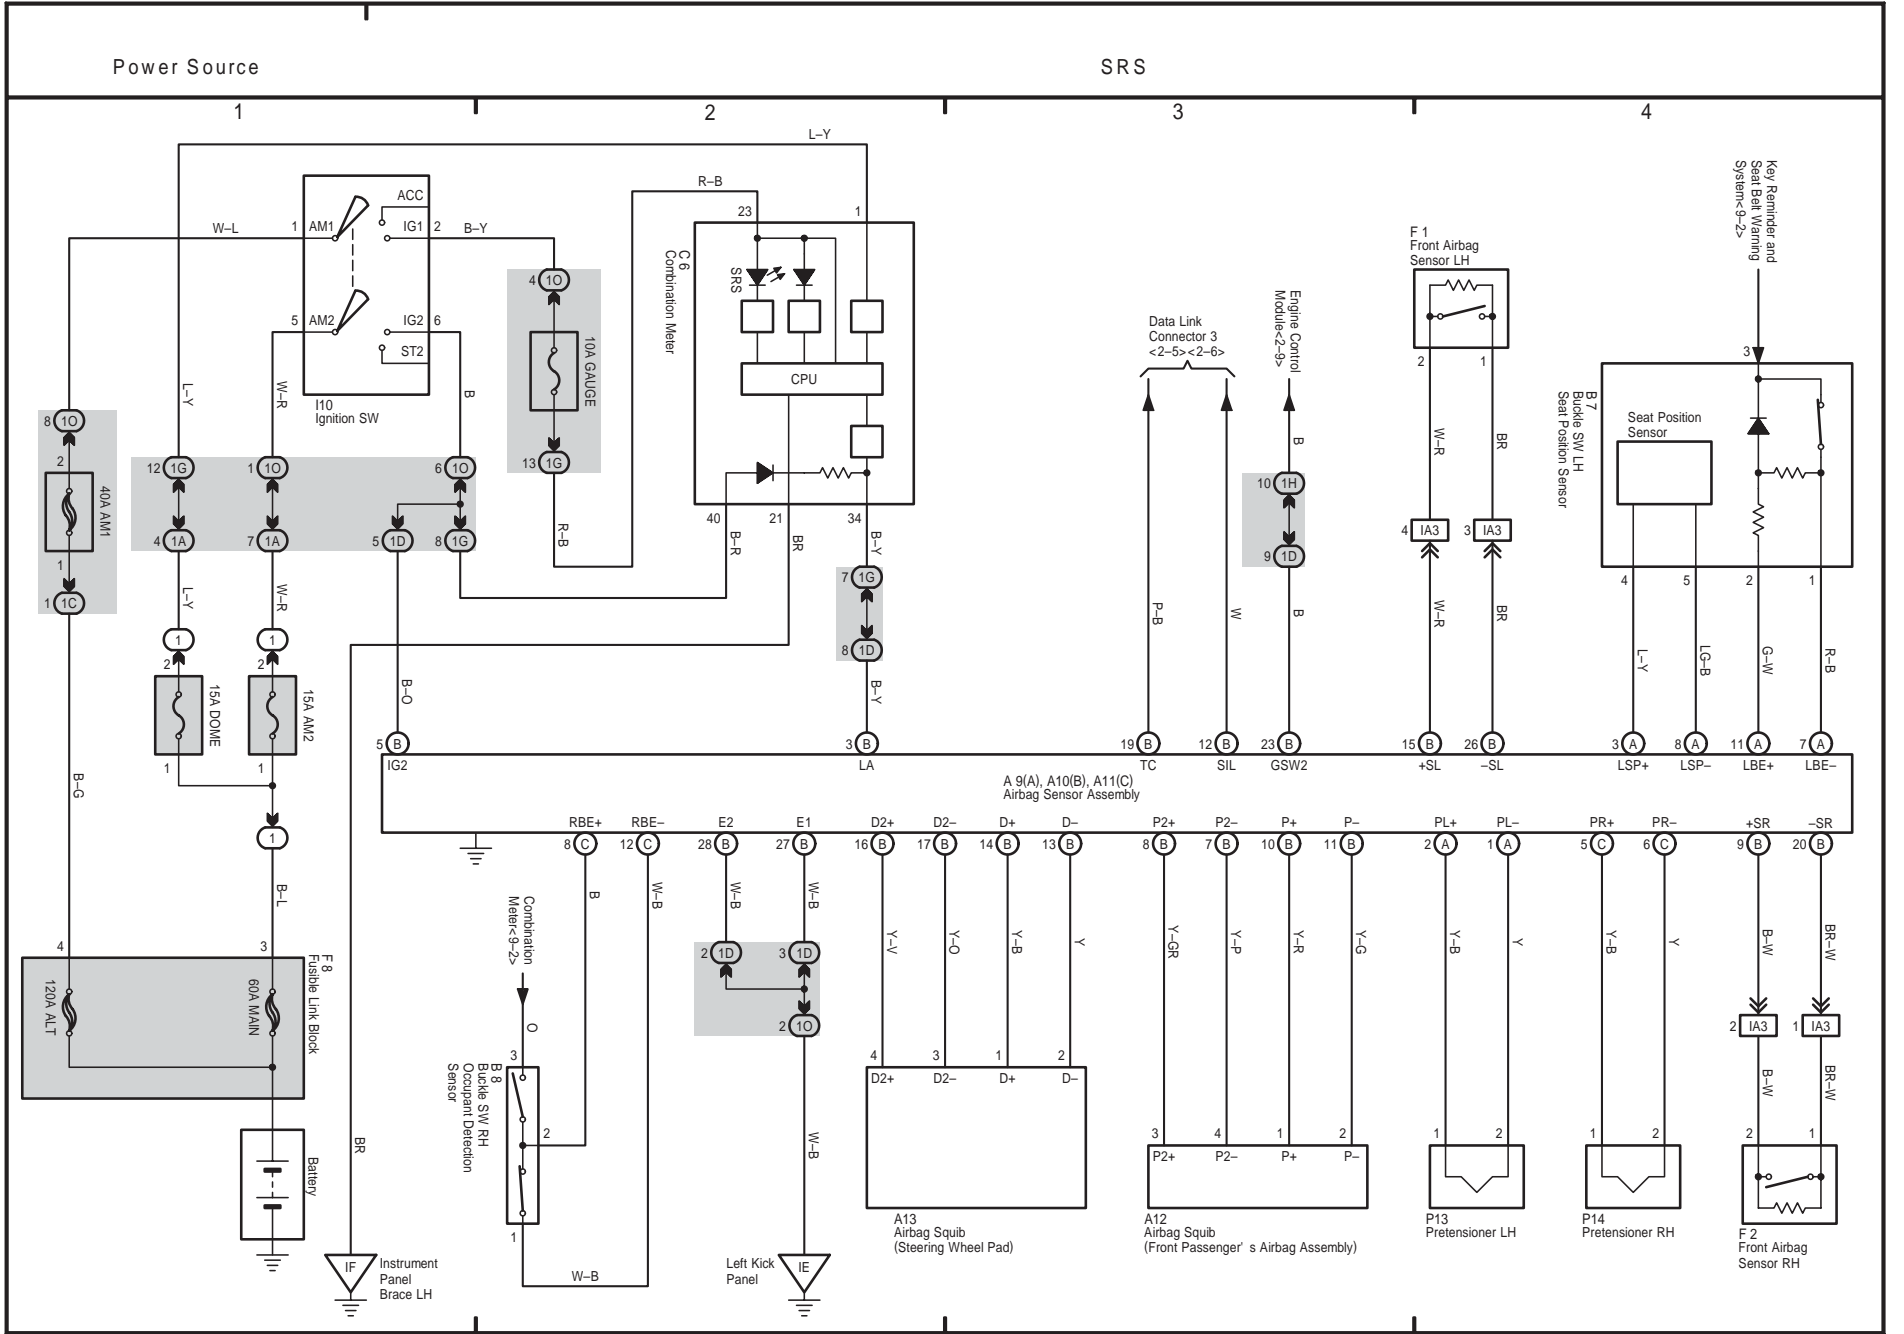 Power Source
SRS
1
2
3
4
L–Y
R–B
W–L
1
AM1
ACC
IG1
2
B–Y
5
AM2
IG2
6
ST2
I10
Ignition SW
L–Y
W–R
B
4
1O
10A GAUGE
13
1G
R–B
23
1
C 6
Combination Meter
SRS
CPU
40
21
34
B–R
BR
B–Y
7
1G
8
1D
B–Y
8
1O
2
40A AM1
1
1
1C
12
1G
1
1O
6
1O
4
1A
7
1A
5
1D
8
1G
L–Y
W–R
1
1
2
2
15A DOME
15A AM2
1
1
1
B–O
B–G
B–L
4
3
F 8
Fusible Link Block
120A ALT
60A MAIN
Battery
BR
IF
Instrument
Panel
Brace LH
Data Link
Connector 3
<2–5><2–6>
P–B
W
Engine Control
Module<2–9>
B
10
1H
9
1D
B
F 1
Front Airbag
Sensor LH
2
1
W–R
BR
4
IA3
3
IA3
W–R
BR
Key Reminder and
Seat Belt Warning
System<9–2>
3
B 7
Buckle SW LH
Seat Position Sensor
Seat Position
Sensor
4
5
2
1
L–Y
LG–B
G–W
R–B
5
B
IG2
3
B
LA
19
B
TC
12
B
SIL
23
B
GSW2
15
B
+SL
26
B
–SL
3
A
LSP+
8
A
LSP–
11
A
LBE+
7
A
LBE–
A 9(A), A10(B), A11(C)
Airbag Sensor Assembly
RBE+
8
C
RBE–
12
C
E2
28
B
E1
27
B
D2+
16
B
D2–
17
B
D+
14
B
D–
13
B
P2+
8
B
P2–
7
B
P+
10
B
P–
11
B
PL+
2
A
PL–
1
A
PR+
5
C
PR–
6
C
+SR
9
B
–SR
20
B
Combination
Meter<9–2>
O
B
W–B
3
2
1
B 8
Buckle SW RH
Occupant Detection
Sensor
W–B
W–B
W–B
2
1D
3
1D
2
1O
W–B
Left Kick
Panel
IE
Y–V
Y–O
Y–B
Y
4
3
1
2
D2+
D2–
D+
D–
A13
Airbag Squib
(Steering Wheel Pad)
Y–GR
Y–P
Y–R
Y–G
3
4
1
2
P2+
P2–
P+
P–
A12
Airbag Squib
(Front Passenger' s Airbag Assembly)
Y–B
Y
1
2
P13
Pretensioner LH
Y–B
Y
1
2
P14
Pretensioner RH
B–W
BR–W
2
IA3
1
IA3
B–W
BR–W
2
1
F 2
Front Airbag
Sensor RH